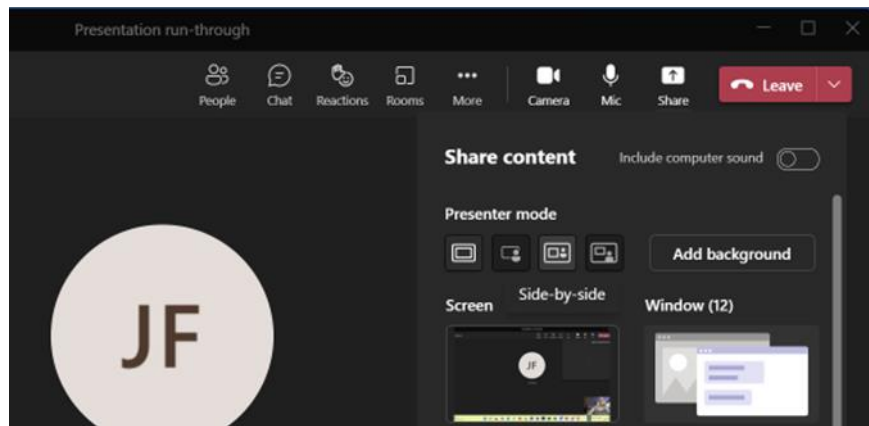 Presentation run-through
People Chat Reactions Rooms More Camera Mic Share Leave
Share content Include computer sound
Presenter mode
Add background
Side-by-side
Screen Window (12)
JF
JF